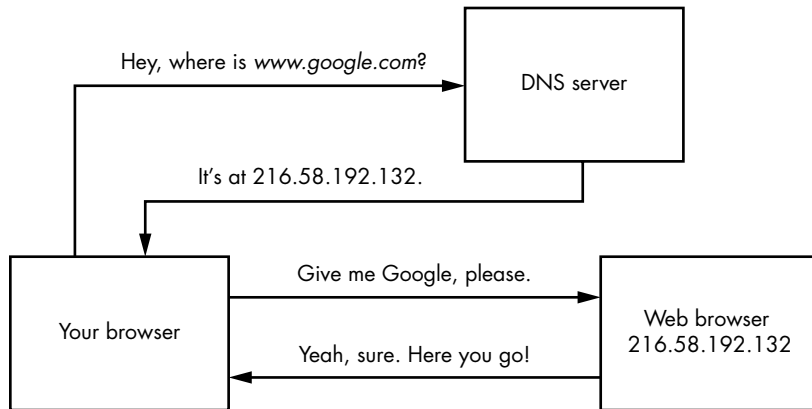 Hey, where is www.google.com?
DNS server
It's at 216.58.192.132.
Your browser
Give me Google, please.
Yeah, sure. Here you go!
Web browser
216.58.192.132